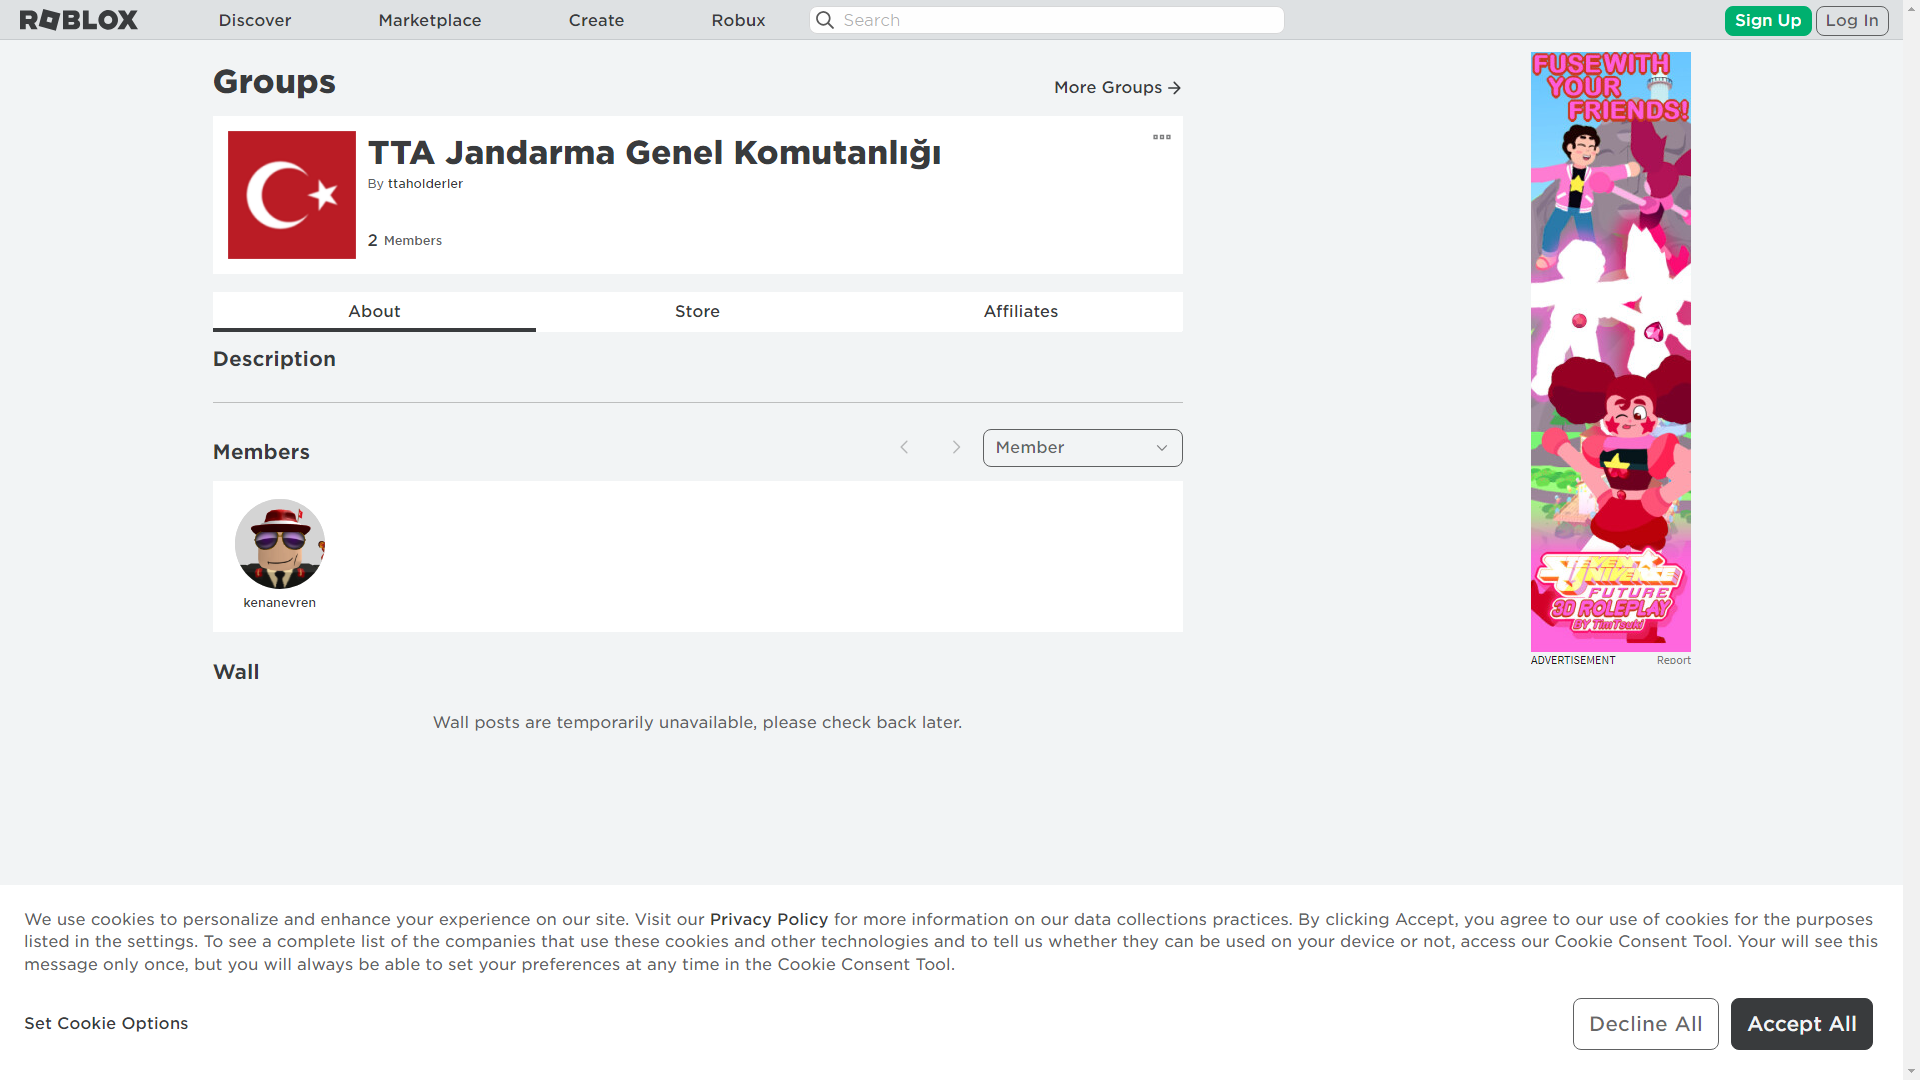 ROBLOX
Discover
Marketplace
Create
Robux
Search
Sign Up
Log In
Groups
More Groups
TTA Jandarma Genel Komutanlığı
By ttaholderler
2 Members
About
Store
Affiliates
Description
Members
Member
kenanevren
Wall
Wall posts are temporarily unavailable, please check back later.
FUSE WITH
YOUR
FRIENDS!
STEVEN
UNIVERSE
FUTURE
3D ROLEPLAY
BY TimTsuki
ADVERTISEMENT
Report
We use cookies to personalize and enhance your experience on our site. Visit our Privacy Policy for more information on our data collections practices. By clicking Accept, you agree to our use of cookies for the purposes
listed in the settings. To see a complete list of the companies that use these cookies and other technologies and to tell us whether they can be used on your device or not, access our Cookie Consent Tool. Your will see this
message only once, but you will always be able to set your preferences at any time in the Cookie Consent Tool.
Set Cookie Options
Decline All
Accept All